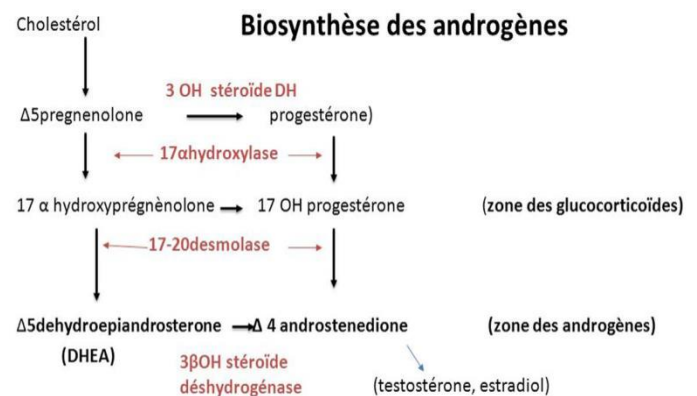 Cholestérol
Biosynthèse des androgènes
3 OH stéroïde DH
Δ5pregnenolone
progestérone)
17αhydroxylase
17 α hydroxyprégnènolone
17 OH progestérone
(zone des glucocorticoïdes)
17-20desmolase
Δ5dehydroepiandrosterone
Δ 4 androstenedione
(zone des androgènes)
(DHEA)
3βOH stéroïde
déshydrogénase
(testostérone, estradiol)